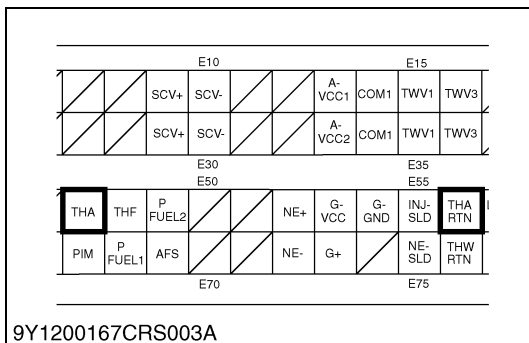 E10 E15
SCV+ SCV- A- COM1 TWV1 TWV3
VCC1
SCV+ SCV- A- COM1 TWV1 TWV3
VCC2
E30 E35
E50 E55
THA THF P NE+ G- G- INJ- THA
FUEL2 VCC GND SLD RTN
PIM P AFS NE- G+ NE- THW
FUEL1 SLD RTN
E70 E75
9Y1200167CRS003A